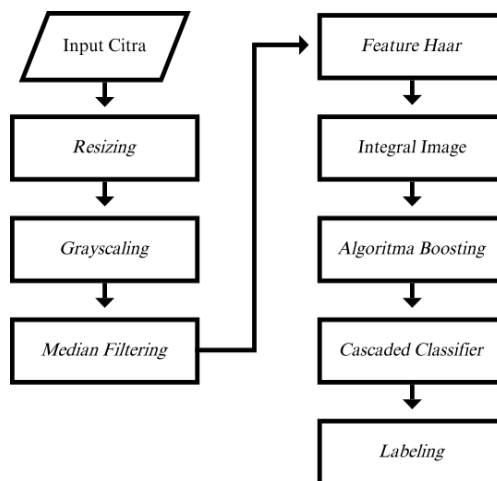 Input Citra
Resizing
Grayscaling
Median Filtering
Feature Haar
Integral Image
Algoritma Boosting
Cascaded Classifier
Labeling